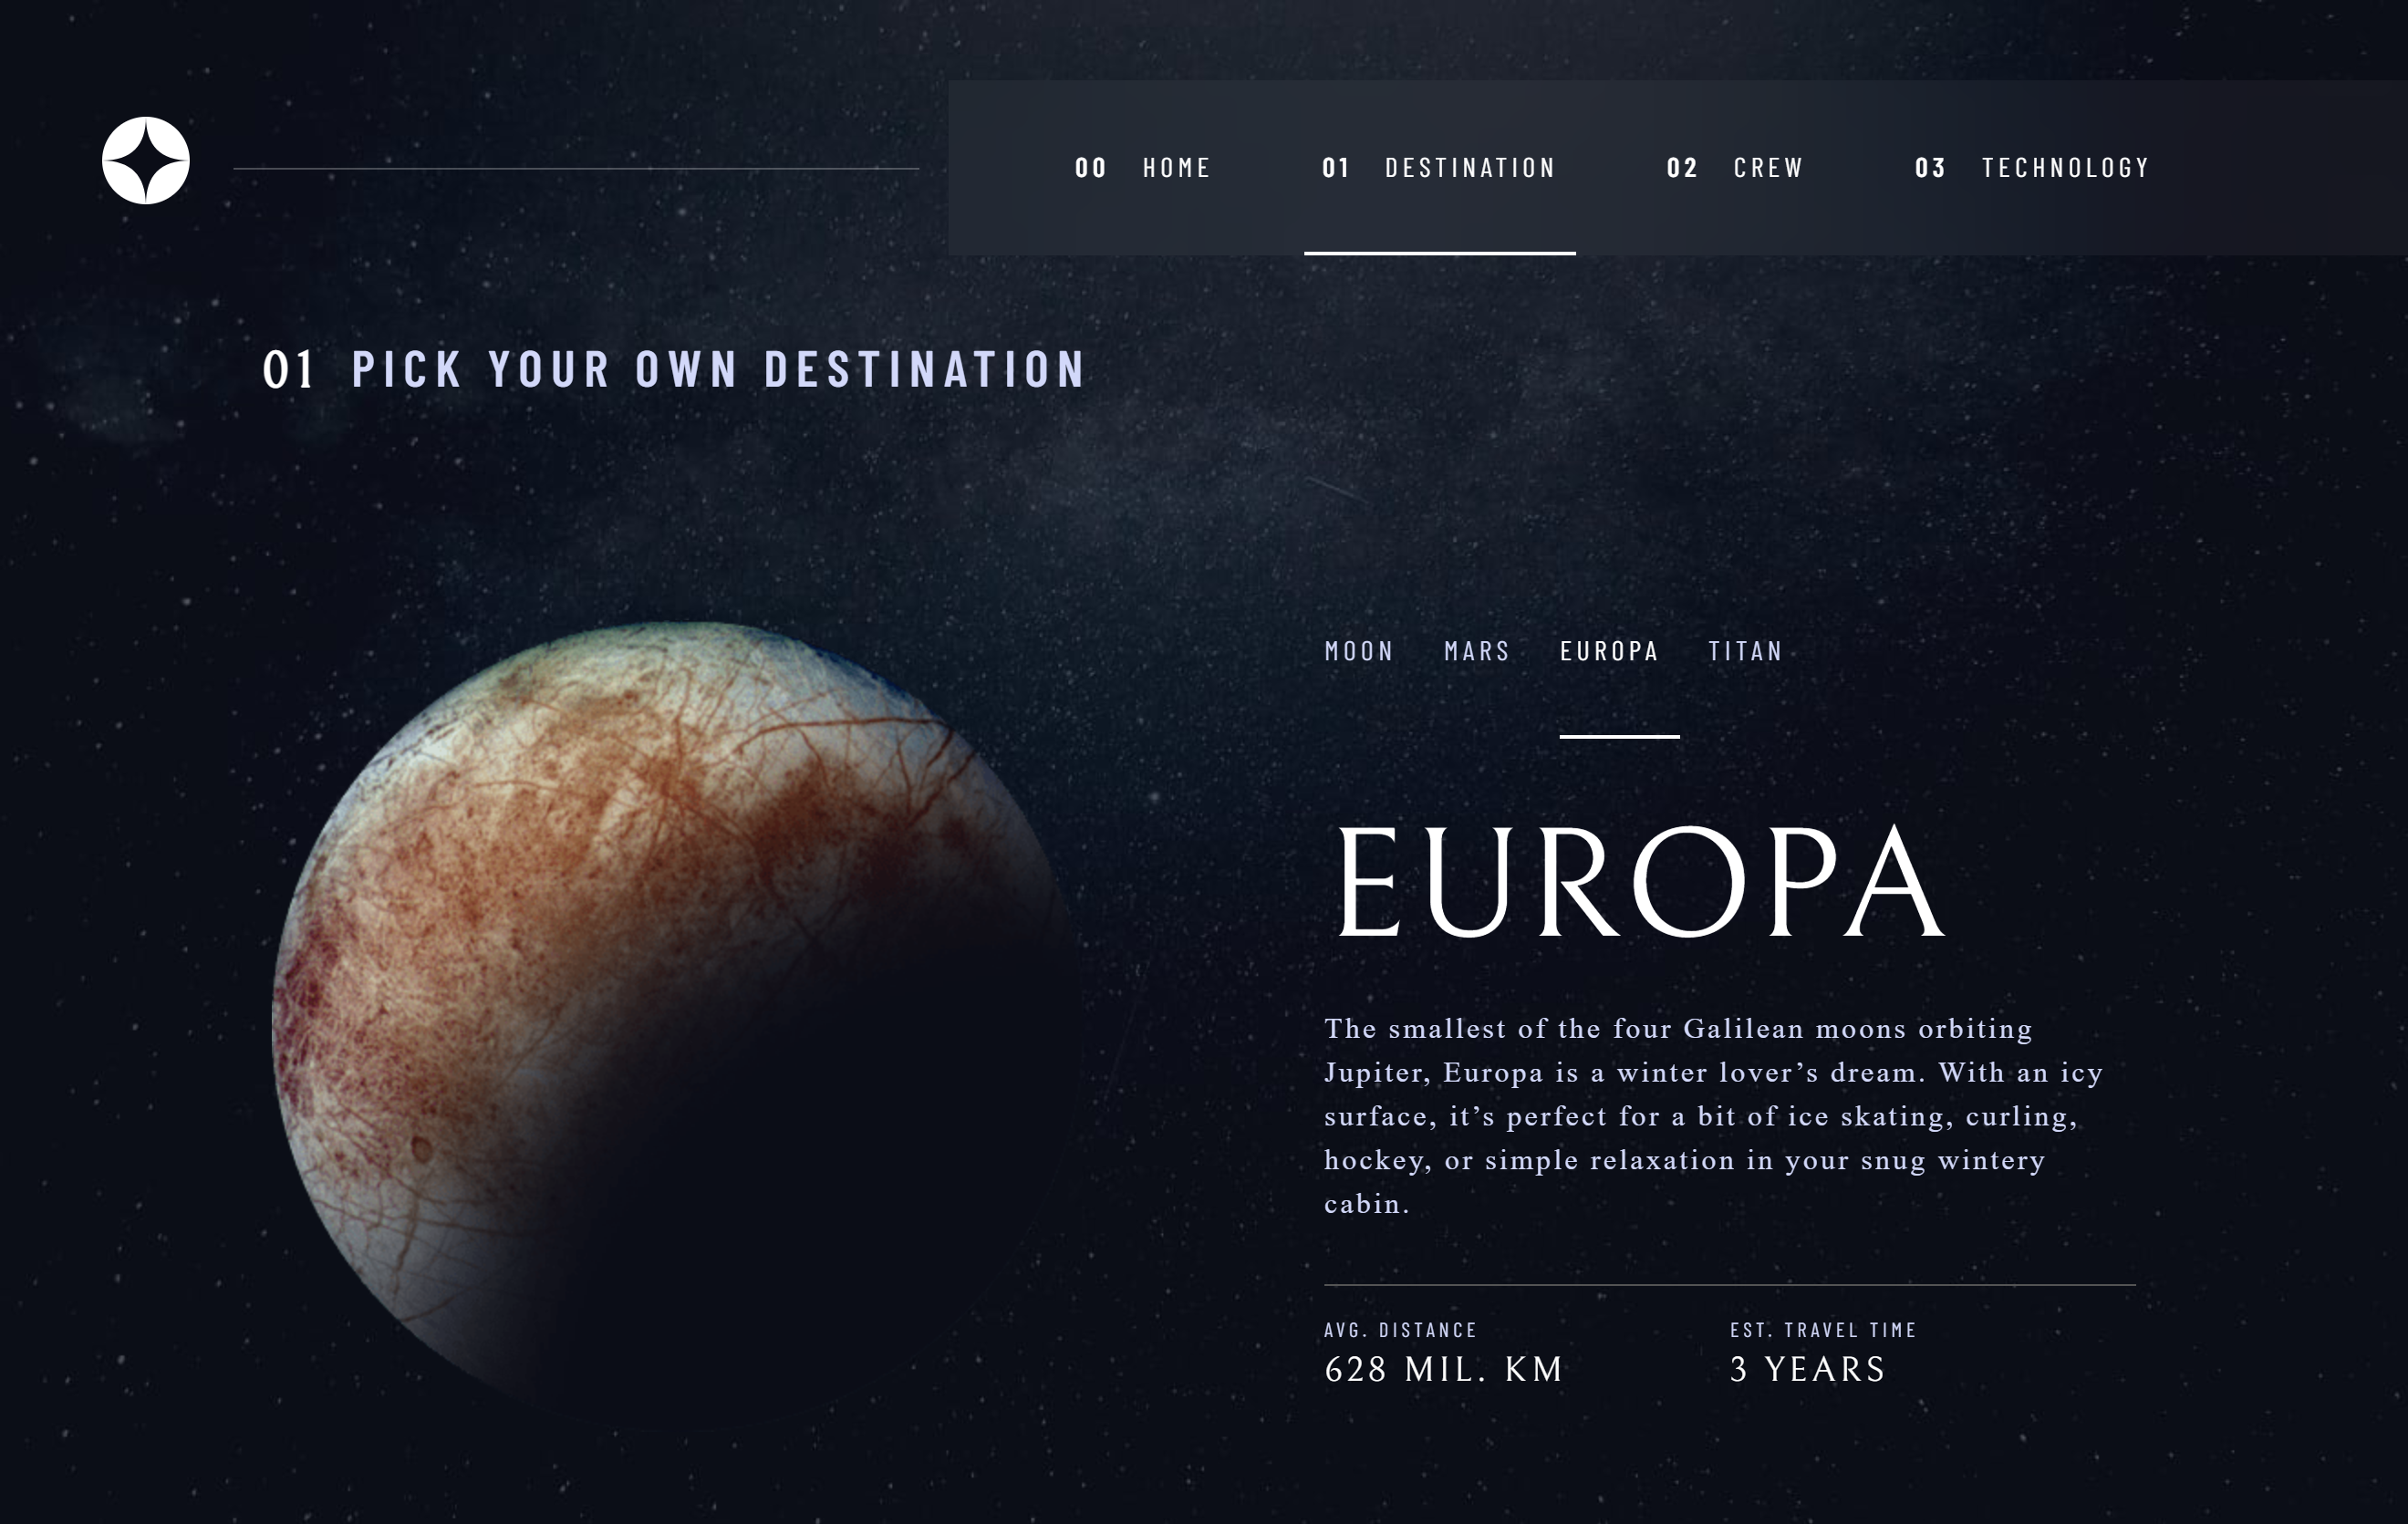 00 HOME 01 DESTINATION 02 CREW 03 TECHNOLOGY
01 PICK YOUR OWN DESTINATION
MOON MARS EUROPA TITAN
EUROPA
The smallest of the four Galilean moons orbiting
Jupiter, Europa is a winter lover’s dream. With an icy
surface, it’s perfect for a bit of ice skating, curling,
hockey, or simple relaxation in your snug wintery
cabin.
AVG. DISTANCE
628 MIL. KM
EST. TRAVEL TIME
3 YEARS